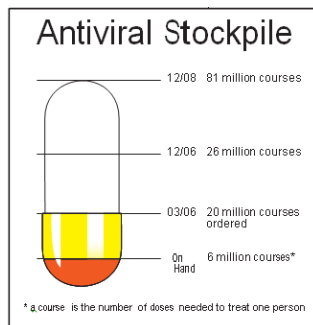 Antiviral Stockpile
12/08 81 million courses
12/06 26 million courses
03/06 20 million courses
ordered
On
Hand
6 million courses*
* a course is the number of doses needed to treat one person